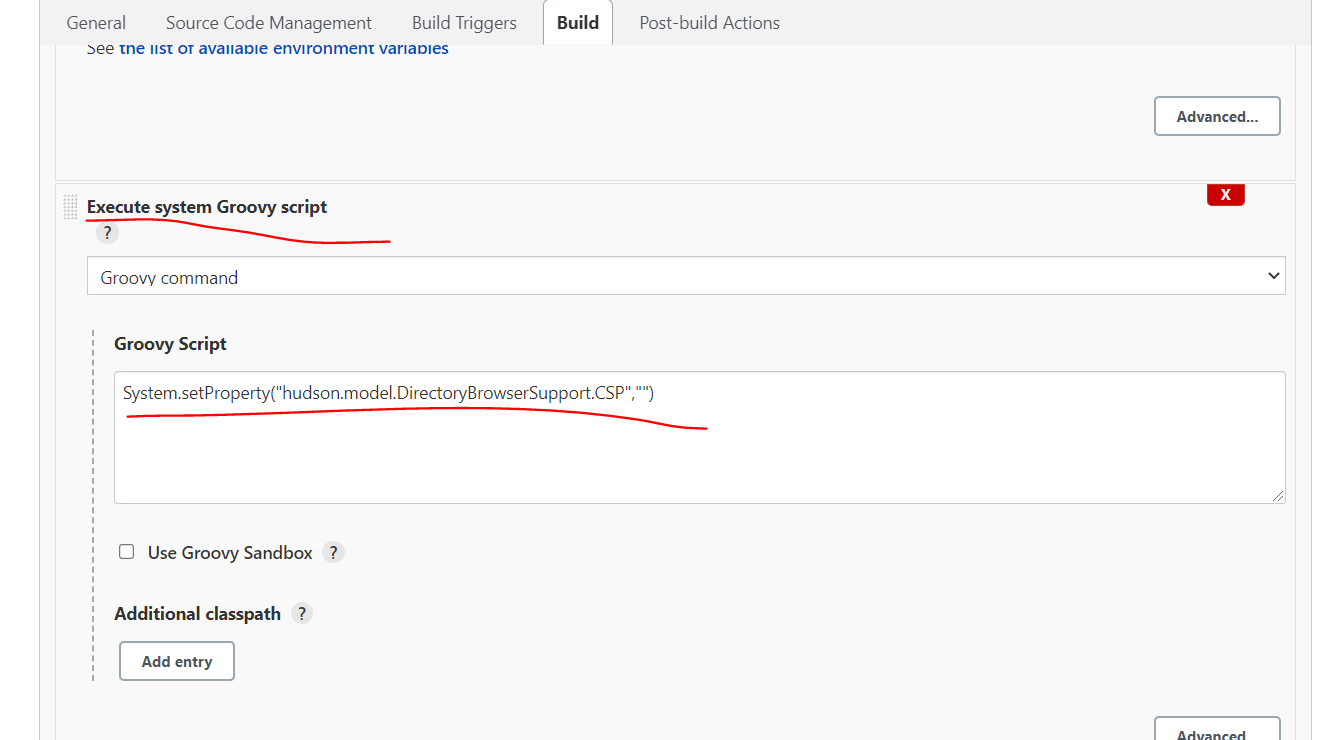 General Source Code Management Build Triggers Build Post-build Actions
See the list of available environment variables
Advanced...
Execute system Groovy script
X
?
Groovy command
Groovy Script
System.setProperty("hudson.model.DirectoryBrowserSupport.CSP","")
Use Groovy Sandbox ?
Additional classpath ?
Add entry
Advanced